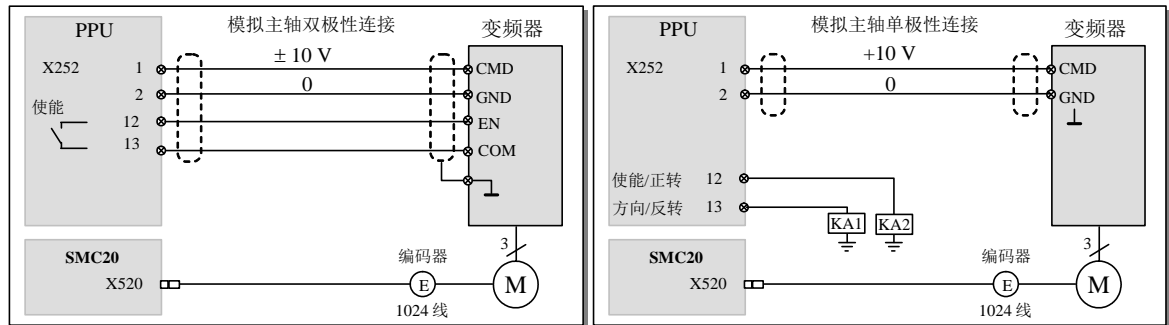 PPU
模拟主轴双极性连接
变频器
± 10 V
X252
1
CMD
0
2
GND
使能
12
EN
13
COM
3
SMC20
编码器
X520
E
M
1024 线
PPU
模拟主轴单极性连接
变频器
+10 V
X252
1
CMD
0
2
GND
使能/正转
12
方向/反转
13
KA1
KA2
3
SMC20
编码器
X520
E
M
1024 线